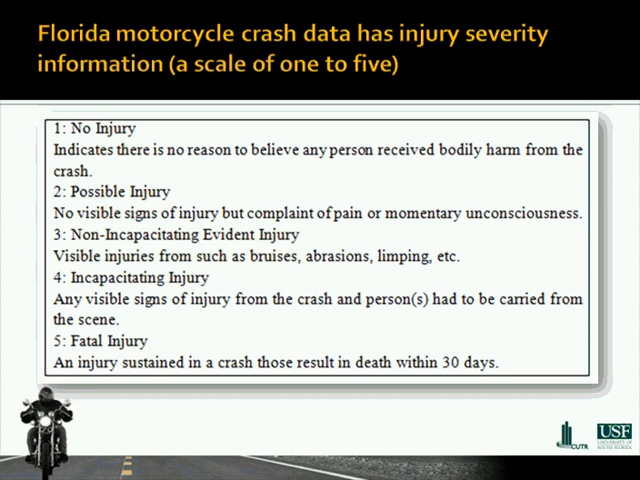 Florida motorcycle crash data has injury severity
information (a scale of one to five)
1: No Injury
Indicates there is no reason to believe any person received bodily harm from the
crash.
2: Possible Injury
No visible signs of injury but complaint of pain or momentary unconsciousness.
3: Non-Incapacitating Evident Injury
Visible injuries from such as bruises, abrasions, limping, etc.
4: Incapacitating Injury
Any visible signs of injury from the crash and person(s) had to be carried from
the scene.
5: Fatal Injury
An injury sustained in a crash those result in death within 30 days.
CUTR
USF
UNIVERSITY OF
SOUTH FLORIDA